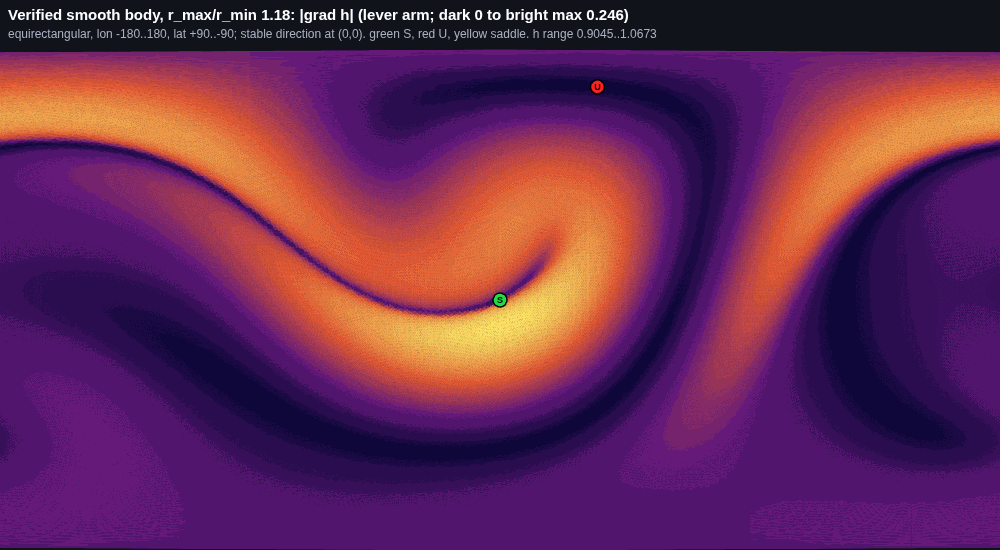 Verified smooth body, r_max/r_min 1.18: |grad h| (lever arm; dark 0 to bright max 0.246)
equirectangular, lon -180..180, lat +90..-90; stable direction at (0,0). green S, red U, yellow saddle. h range 0.9045..1.0673
U
S